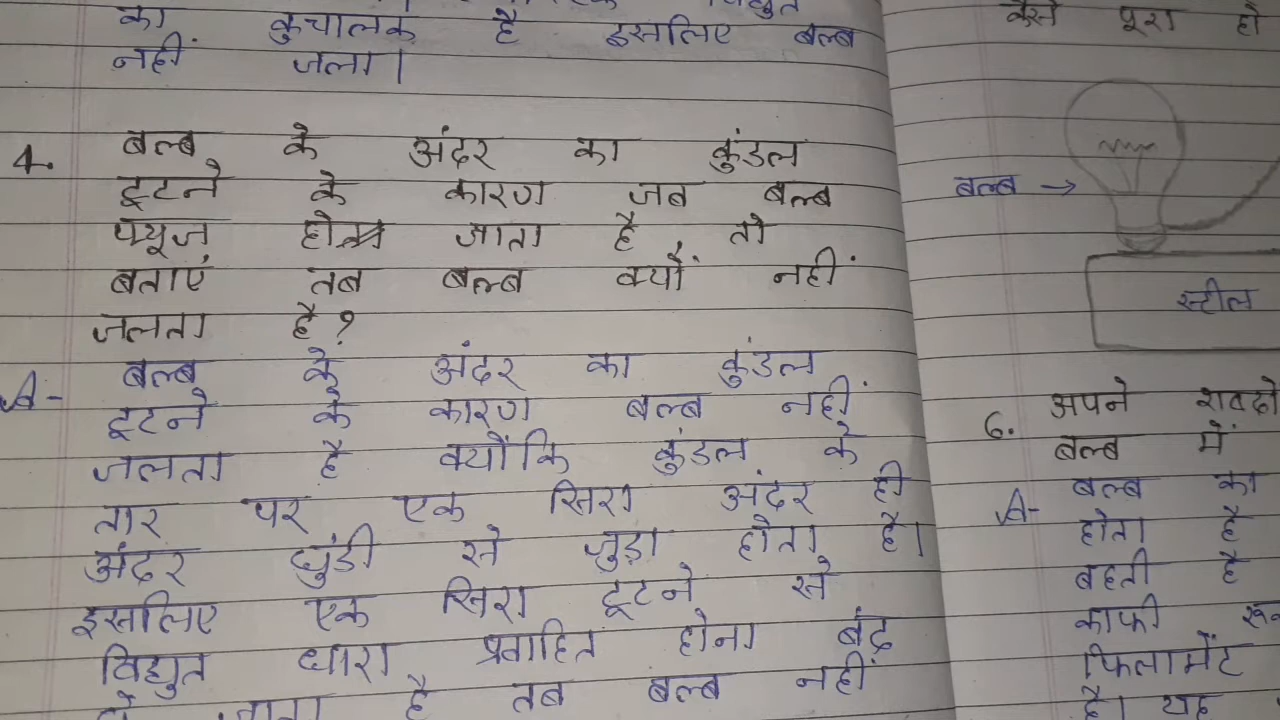 का कुचालक है इसलिए बल्ब
नहीं जला।
4. बल्ब के अंदर का कुंडल
टूटने के कारण जब बल्ब
फ्यूज हो जाता है तो
बताएं तब बल्ब क्यों नहीं
जलता है?
A- बल्ब के अंदर का कुंडल
टूटने के कारण बल्ब नहीं
जलता है क्योंकि कुंडल के
तार पर एक सिरा अंदर ही
अंदर घुंडी से जुड़ा होता है।
इसलिए एक सिरा टूटने से
विद्युत धारा प्रवाहित होना बंद
जाता है तब बल्ब नहीं
कैसे पूरा हो
बल्ब →
स्टील
6. अपने शब्दो
बल्ब में
A- बल्ब का
होता है
बहती है
काफी
फिलामेंट
है। यह